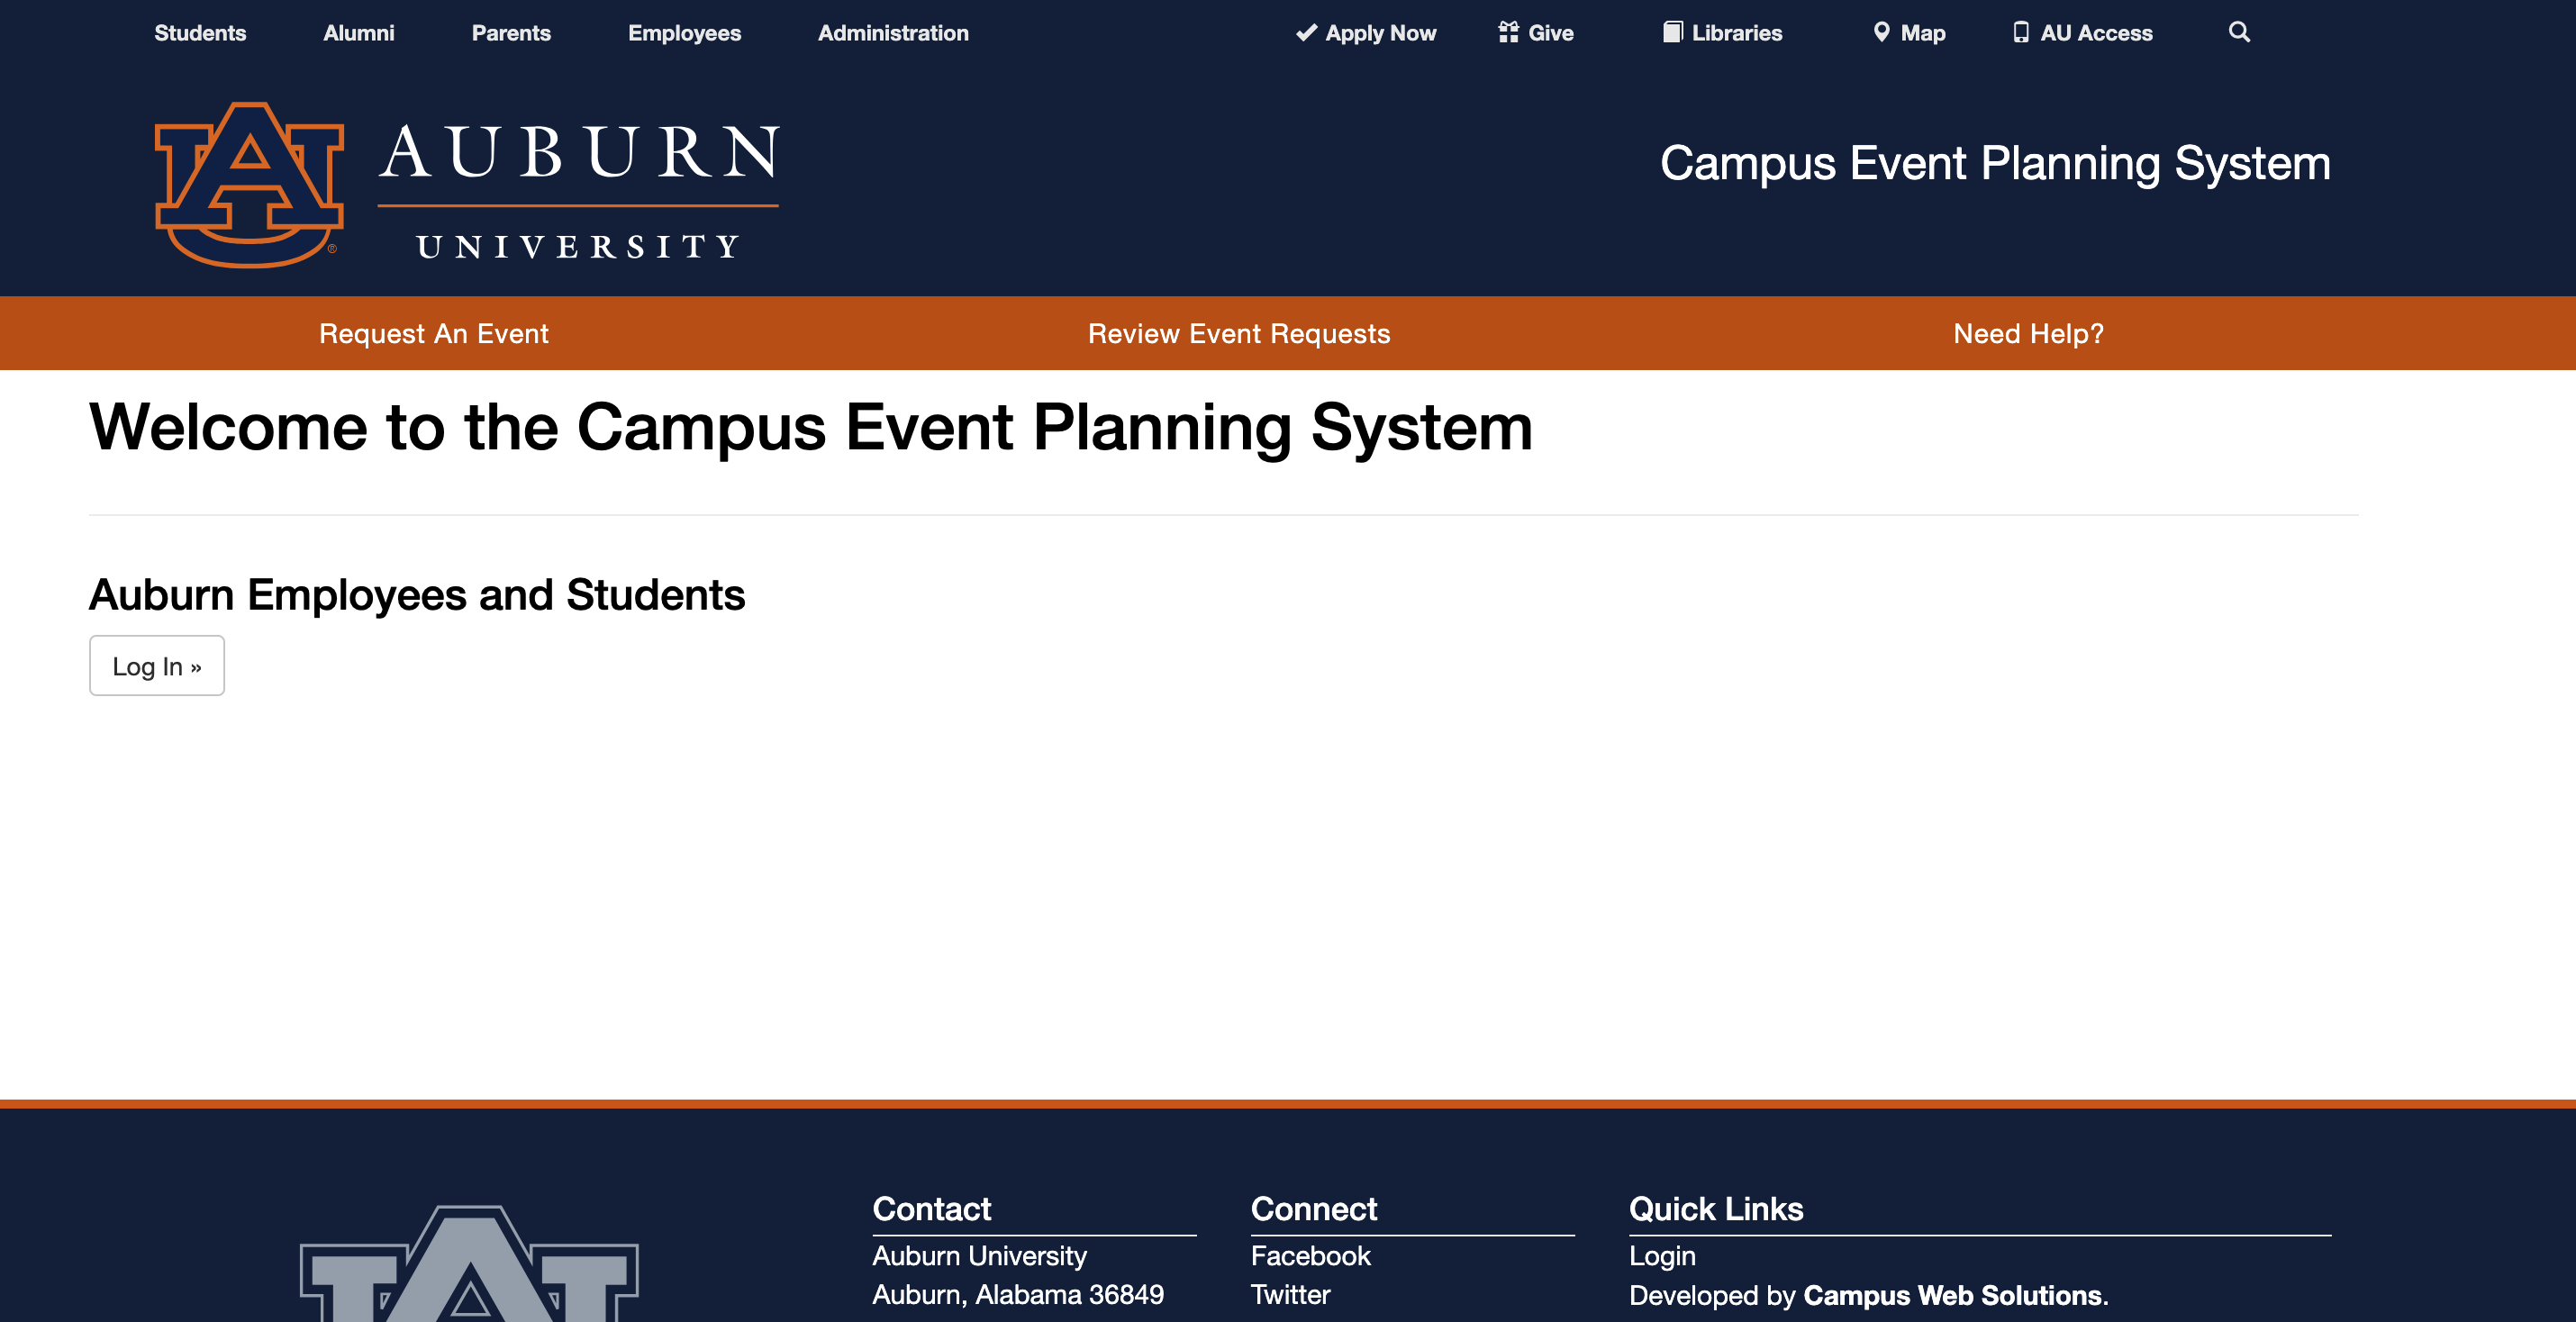 Students Alumni Parents Employees Administration Apply Now Give Libraries Map AU Access
AUBURN
UNIVERSITY
®
Campus Event Planning System
Request An Event Review Event Requests Need Help?
Welcome to the Campus Event Planning System
Auburn Employees and Students
Log In »
Contact
Auburn University
Auburn, Alabama 36849
Connect
Facebook
Twitter
Quick Links
Login
Developed by Campus Web Solutions.